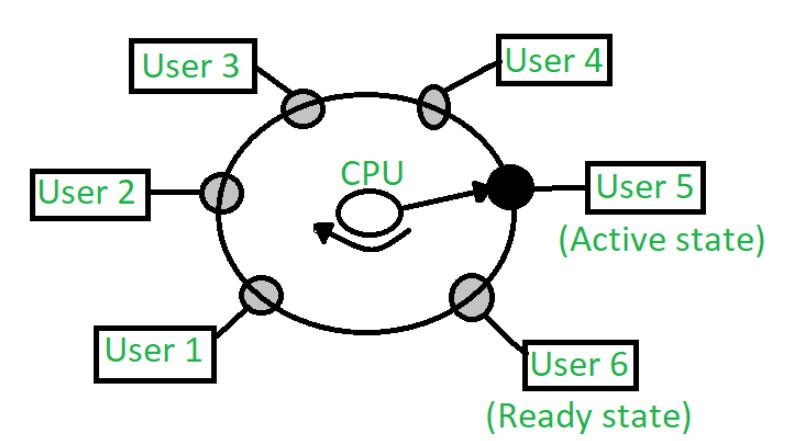 User 3
User 4
CPU
User 2
User 5
(Active state)
User 1
User 6
(Ready state)